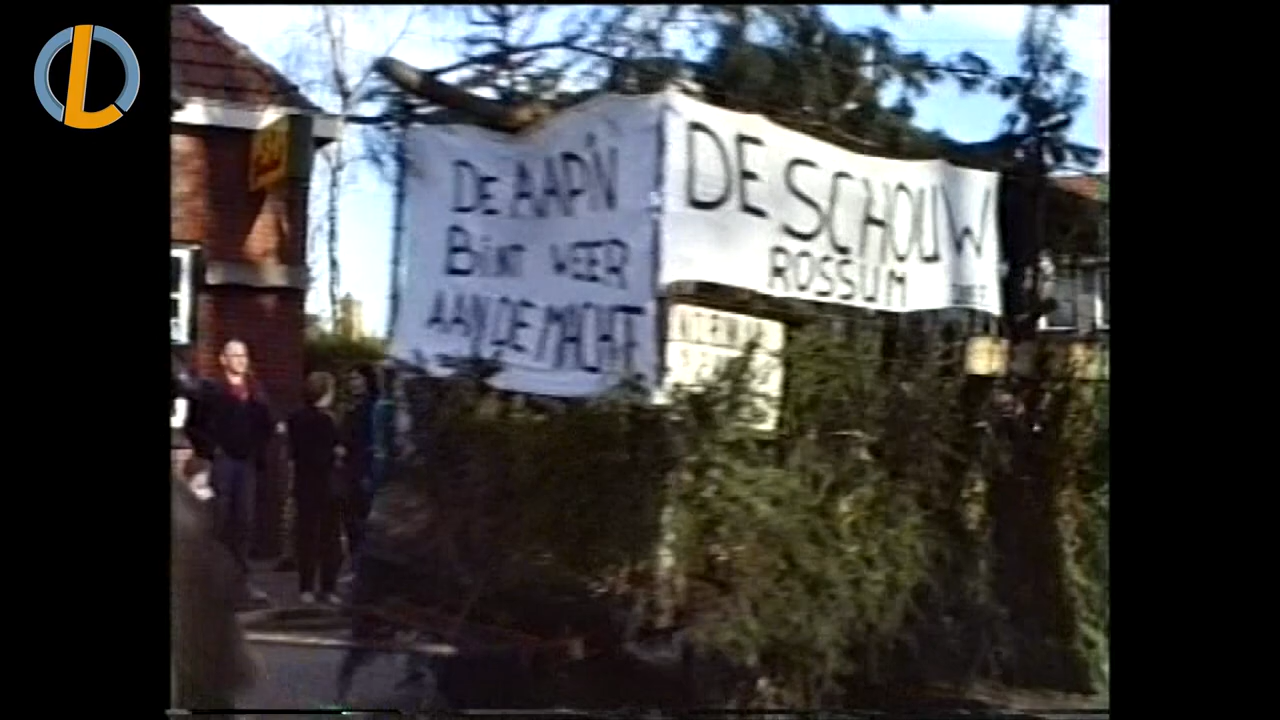 DE AAP'N
BINT WEER
AAN DE MACHT
DE SCHOUW
ROSSUM